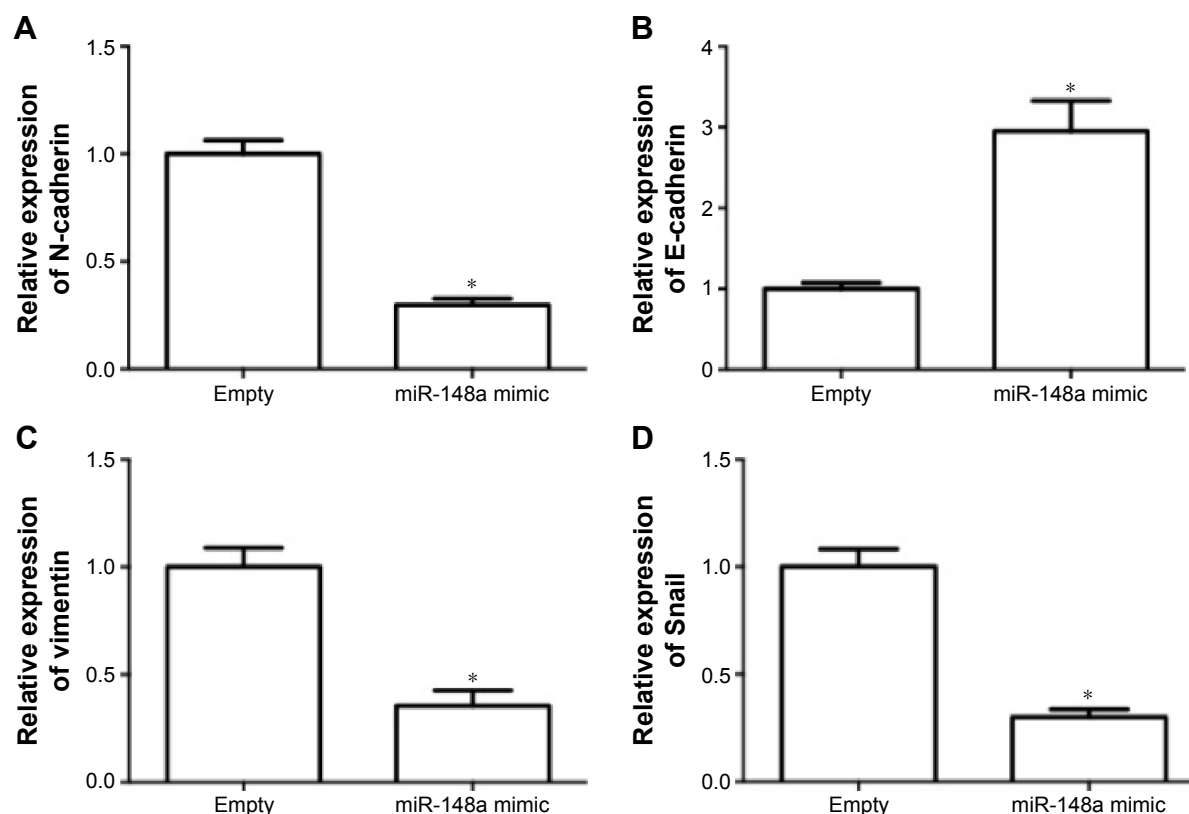 A
Relative expression
of N-cadherin
1.5
1.0
0.5
0.0
*
Empty
miR-148a mimic
B
Relative expression
of E-cadherin
4
3
2
1
0
*
Empty
miR-148a mimic
C
Relative expression
of vimentin
1.5
1.0
0.5
0.0
*
Empty
miR-148a mimic
D
Relative expression
of Snail
1.5
1.0
0.5
0.0
*
Empty
miR-148a mimic